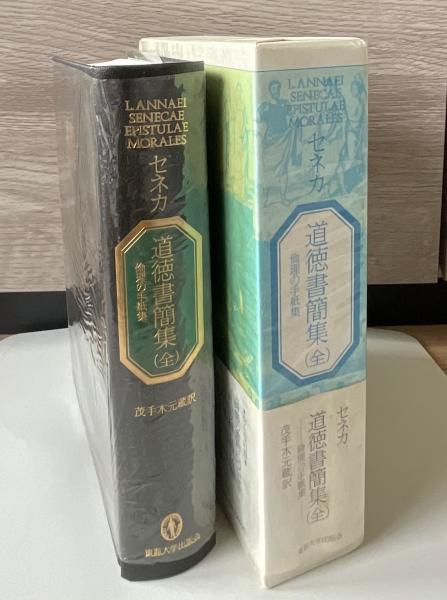 L. ANNAEI
SENECAE
EPISTULAE
MORALES
セネカ
道徳書簡集(全)
倫理の手紙集
茂手木元蔵訳
東海大学出版会
L. ANNAEI
SENECAE
EPISTULAE
MORALES
セネカ
道徳書簡集(全)
倫理の手紙集
セネカ
道徳書簡集(全)
倫理の手紙集
茂手木元蔵訳
東海大学出版会